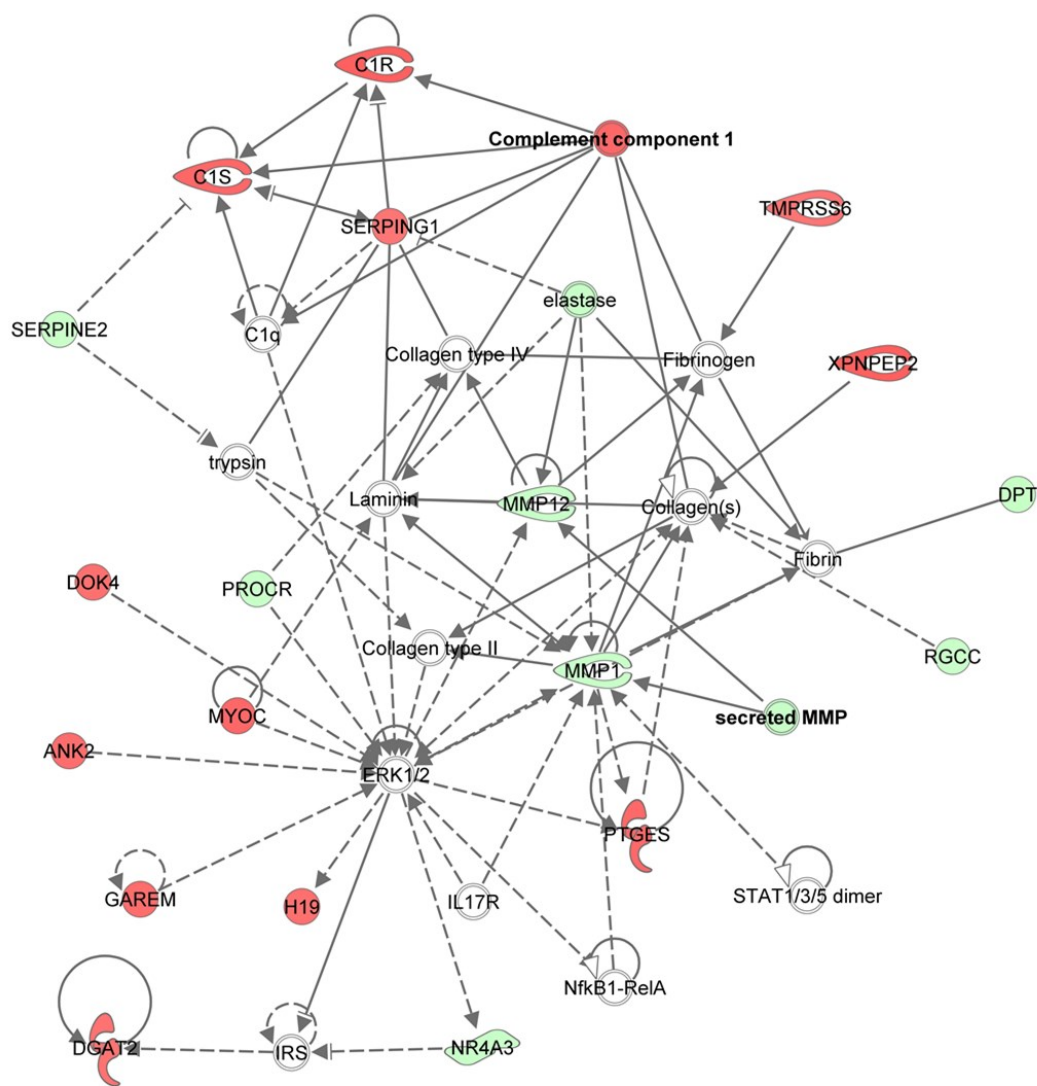 C1R
Complement component 1
C1S
TMPRSS6
SERPING1
elastase
SERPINE2
C1q
Collagen type IV
Fibrinogen
XPNPEP2
trypsin
Laminin
MMP12
Collagen(s)
DPT
Fibrin
DOK4
PROCR
Collagen type II
MMP1
RGCC
MYOC
secreted MMP
ANK2
ERK1/2
PTGES
GAREM
H19
IL17R
STAT1/3/5 dimer
NfkB1-RelA
DGAT2
IRS
NR4A3